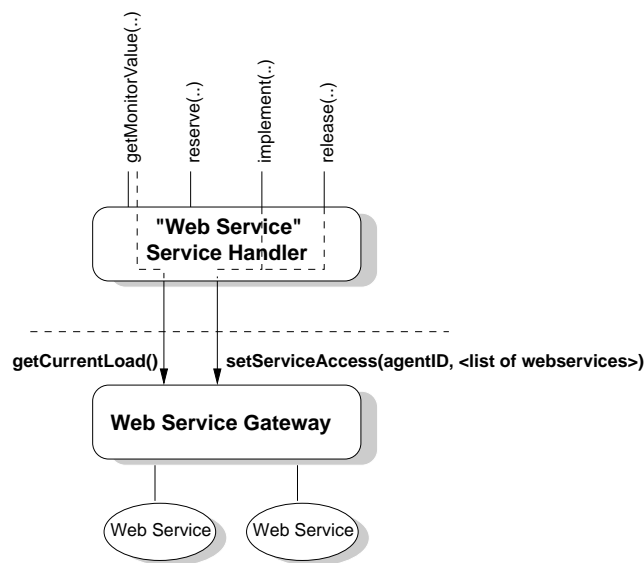 getMonitorValue(..)
reserve(..)
implement(..)
release(..)
"Web Service"
Service Handler
getCurrentLoad()
setServiceAccess(agentID, <list of webservices>)
Web Service Gateway
Web Service
Web Service